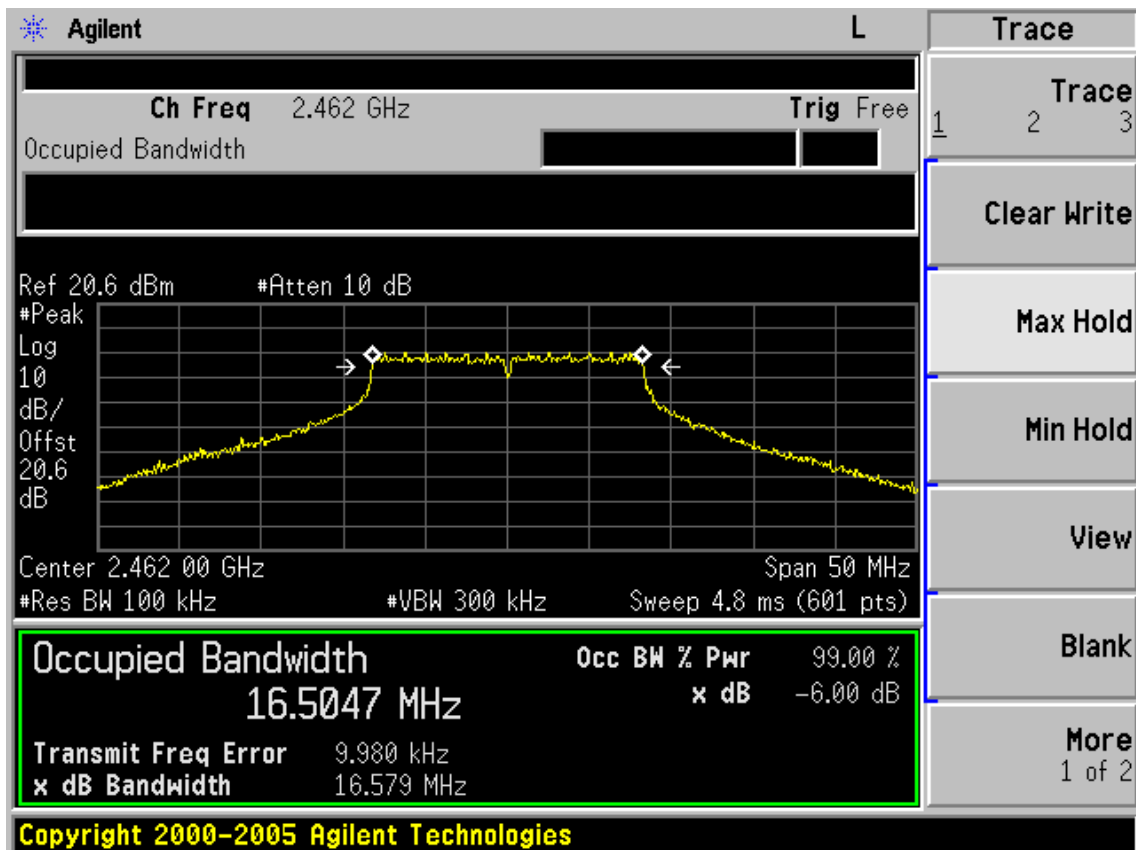 Agilent L Trace
Ch Freq 2.462 GHz Trig Free
Occupied Bandwidth
Trace
1 2 3
Clear Write
Max Hold
Min Hold
View
Blank
More
1 of 2
Ref 20.6 dBm #Atten 10 dB
#Peak
Log
10
dB/
Offst
20.6
dB
Center 2.462 00 GHz Span 50 MHz
#Res BW 100 kHz #VBW 300 kHz Sweep 4.8 ms (601 pts)
Occupied Bandwidth Occ BW % Pwr 99.00 %
16.5047 MHz x dB -6.00 dB
Transmit Freq Error 9.980 kHz
x dB Bandwidth 16.579 MHz
Copyright 2000-2005 Agilent Technologies